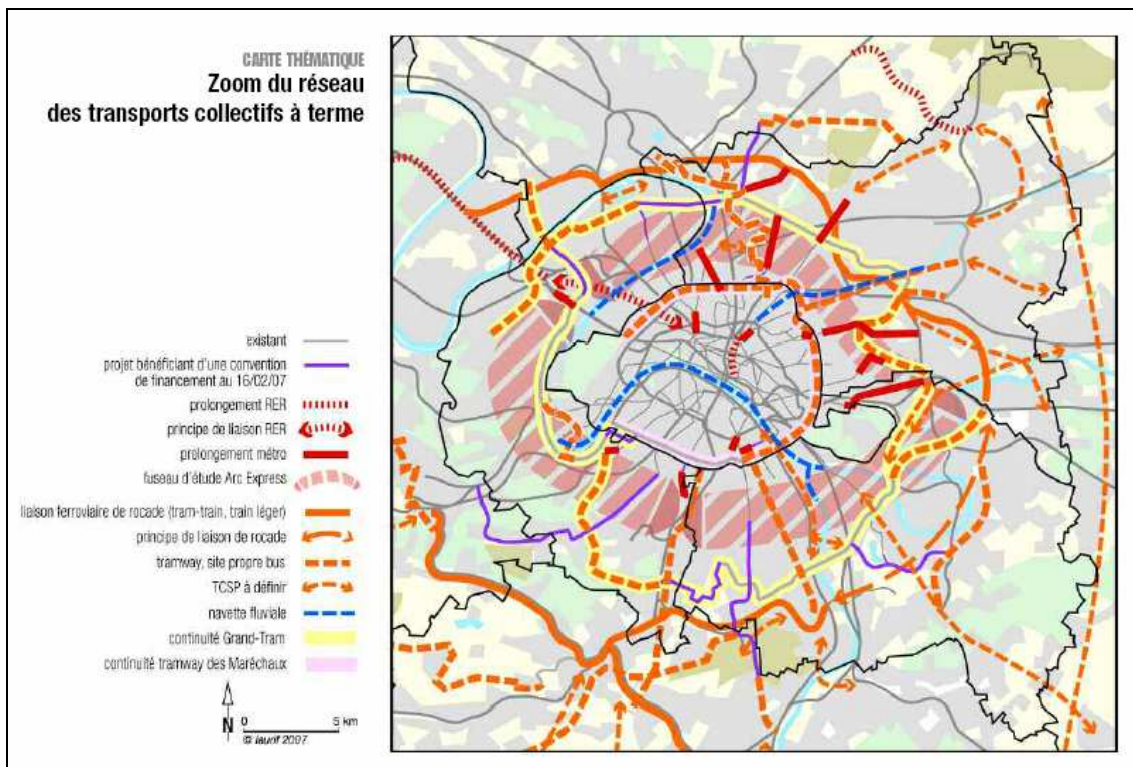 CARTE THÉMATIQUE
Zoom du réseau
des transports collectifs à terme
existant
projet bénéficiant d'une convention
de financement au 16/02/07
prolongement RER
principe de liaison RER
prolongement métro
fuseau d'étude Arc Express
liaison ferroviaire de rocade (tram-train, train léger)
principe de liaison de rocade
tramway, site propre bus
TCSP à définir
navette fluviale
continuité Grand-Tram
continuité tramway des Maréchaux
N
0 5 km
© iaurif 2007